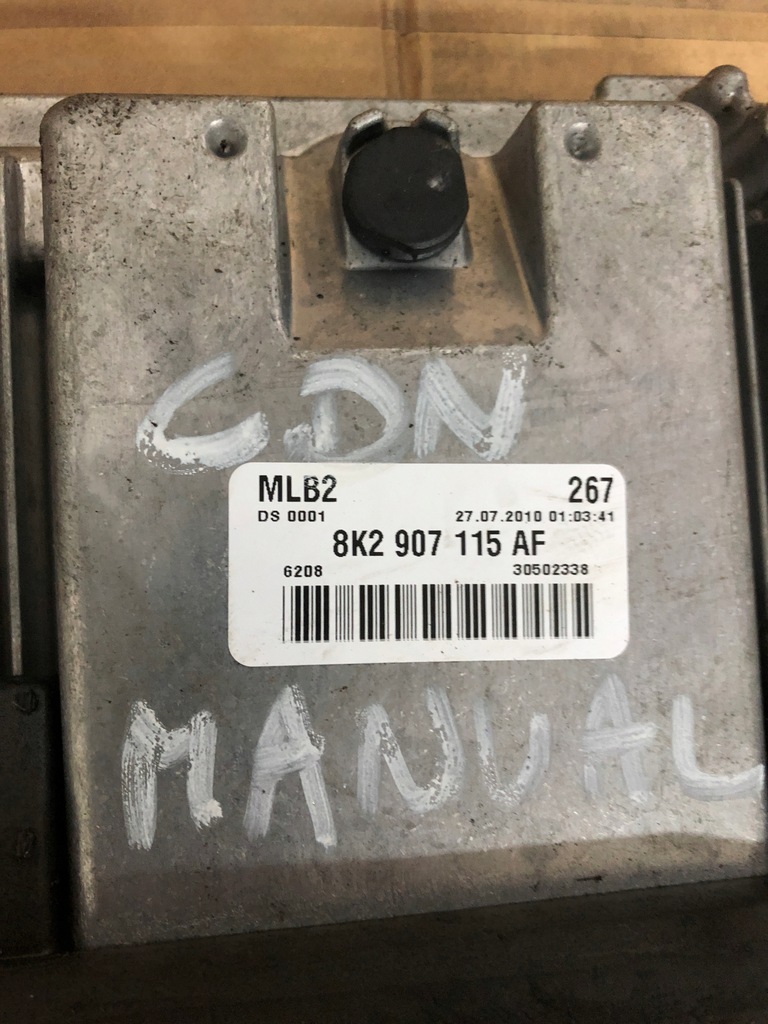 CDN
MLB2 267
DS 0001 27.07.2010 01:03:41
8K2 907 115 AF
6208 30502338
MANUAL